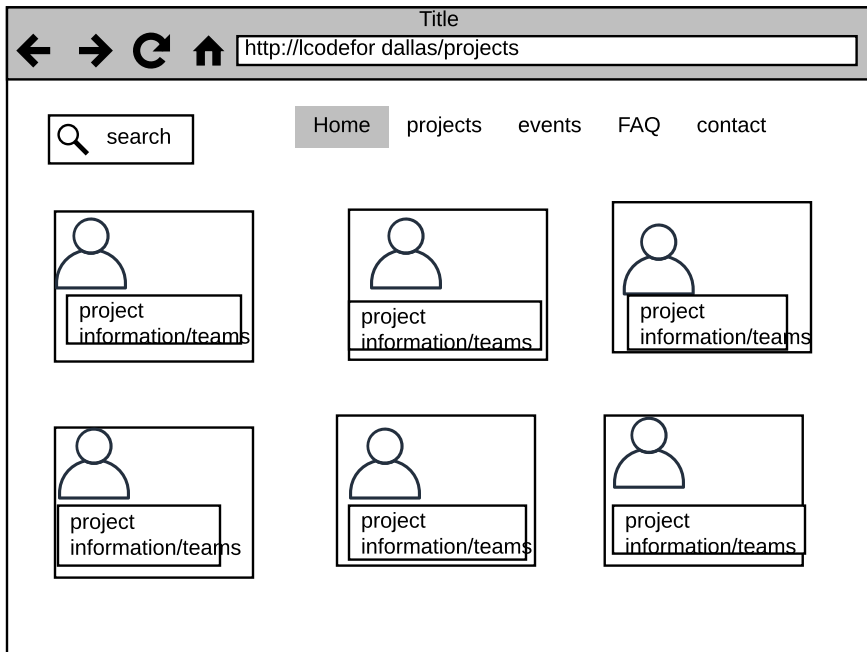 Title
http://lcodefor dallas/projects
search
Home projects events FAQ contact
project
information/teams
project
information/teams
project
information/teams
project
information/teams
project
information/teams
project
information/teams